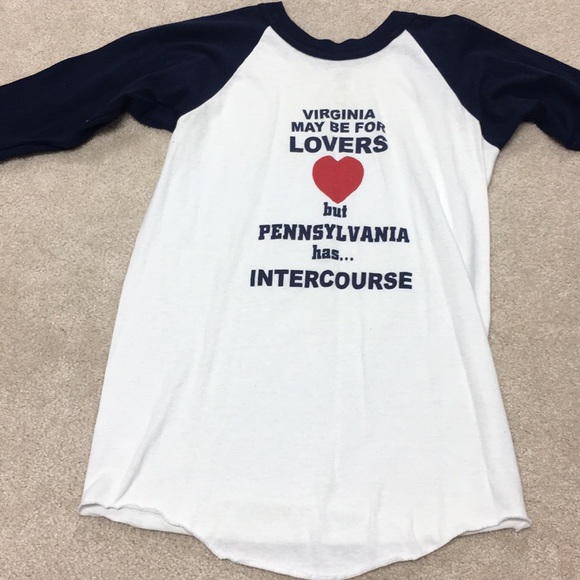 VIRGINIA
MAY BE FOR
LOVERS
but
PENNSYLVANIA
has...
INTERCOURSE